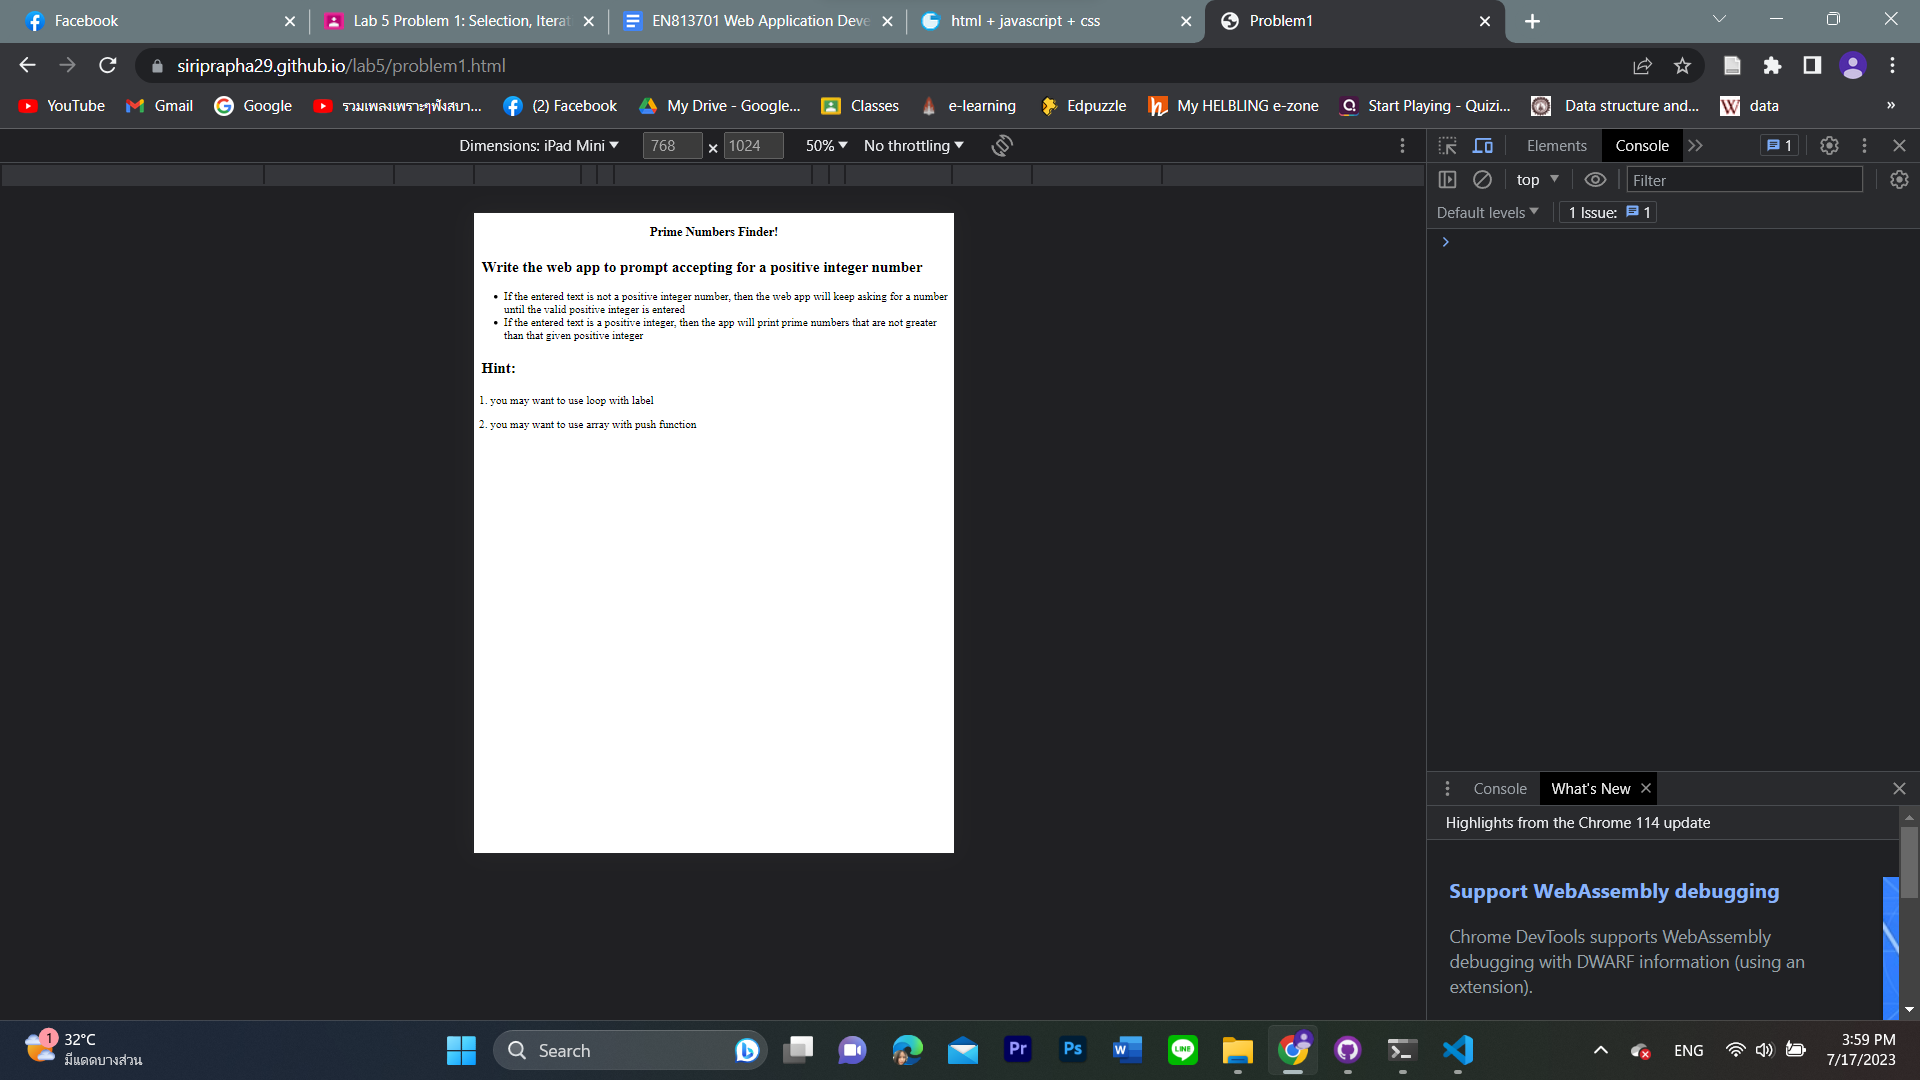 Facebook
Lab 5 Problem 1: Selection, Iterat
EN813701 Web Application Deve
html + javascript + css
Problem1
siriprapha29.github.io/lab5/problem1.html
YouTube
Gmail
Google
รวมเพลงเพราะๆฟังสบา...
(2) Facebook
My Drive - Google...
Classes
e-learning
Edpuzzle
My HELBLING e-zone
Start Playing - Quizi...
Data structure and...
data
Dimensions: iPad Mini
768
1024
50%
No throttling
Elements
Console
1
top
Filter
Default levels
1 Issue: 1
Prime Numbers Finder!
Write the web app to prompt accepting for a positive integer number
• If the entered text is not a positive integer number, then the web app will keep asking for a number
until the valid positive integer is entered
• If the entered text is a positive integer, then the app will print prime numbers that are not greater
than that given positive integer
Hint:
1. you may want to use loop with label
2. you may want to use array with push function
Console
What's New
Highlights from the Chrome 114 update
Support WebAssembly debugging
Chrome DevTools supports WebAssembly
debugging with DWARF information (using an
extension).
1
32°C
มีแดดบางส่วน
Search
Pr
Ps
W
LINE
ENG
3:59 PM
7/17/2023